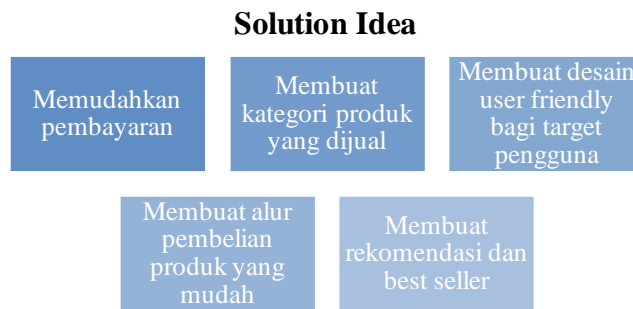 Solution Idea
Memudahkan
pembayaran
Membuat
kategori produk
yang dijual
Membuat desain
user friendly
bagi target
pengguna
Membuat alur
pembelian
produk yang
mudah
Membuat
rekomendasi dan
best seller